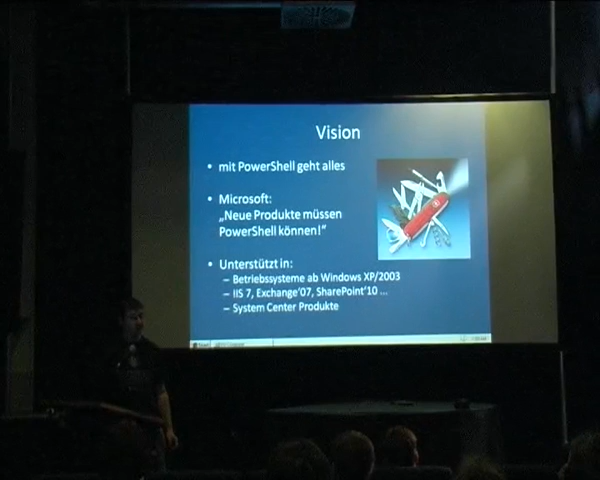 Vision
• mit PowerShell geht alles
• Microsoft:
„Neue Produkte müssen
PowerShell können!“
• Unterstützt in:
– Betriebssysteme ab Windows XP/2003
– IIS 7, Exchange'07, SharePoint'10 ...
– System Center Produkte